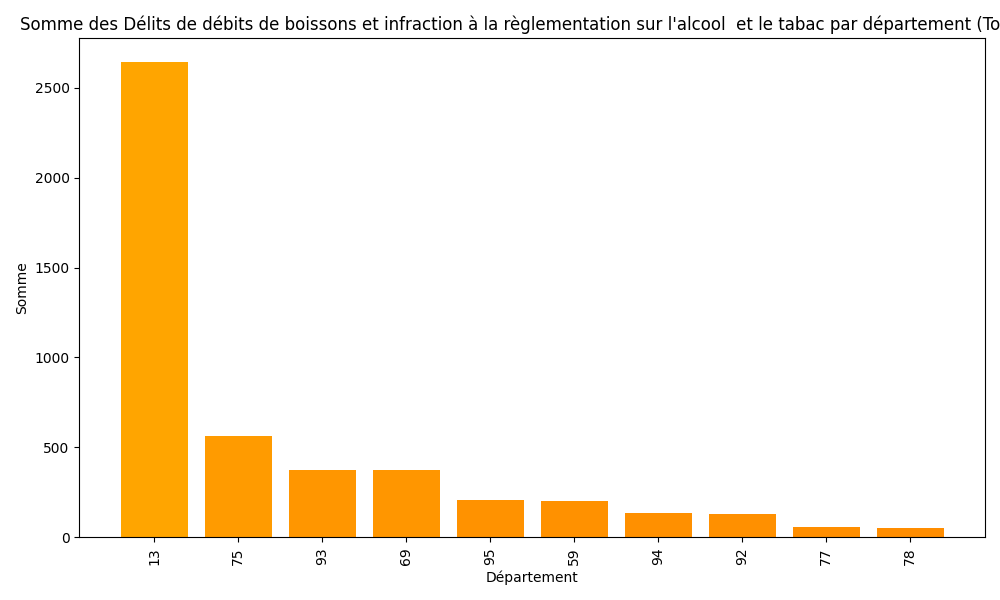 Somme des Délits de débits de boissons et infraction à la règlementation sur l'alcool  et le tabac par département (To
2500
2000
1500
1000
500
0
Somme
13 75 93 69 95 59 94 92 77 78
Département